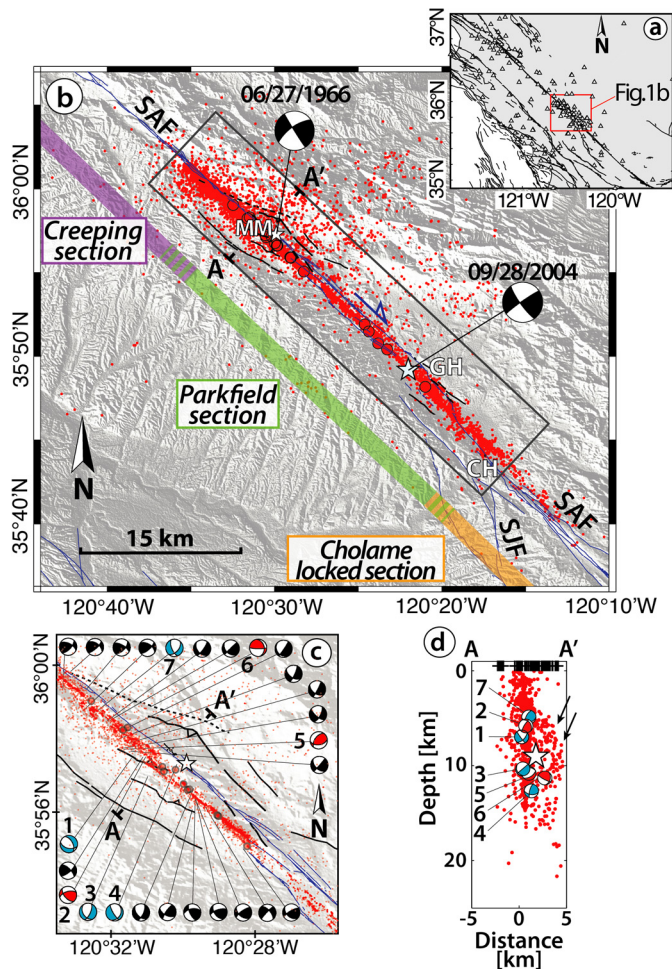 a
37°N
36°N
35°N
121°W
120°W
N
Fig.1b
b
SAF
06/27/1966
A'
MM
A
Creeping
section
09/28/2004
GH
Parkfield
section
CH
N
15 km
SJF
SAF
Cholame
locked section
36°00'N
35°50'N
35°40'N
120°40'W
120°30'W
120°20'W
120°10'W
c
7
6
A'
5
N
A
1
2
3
4
36°00'N
35°56'N
120°32'W
120°28'W
d
A
A'
0
7
2
1
10
3
5
6
4
20
Depth [km]
-5
0
5
Distance
[km]